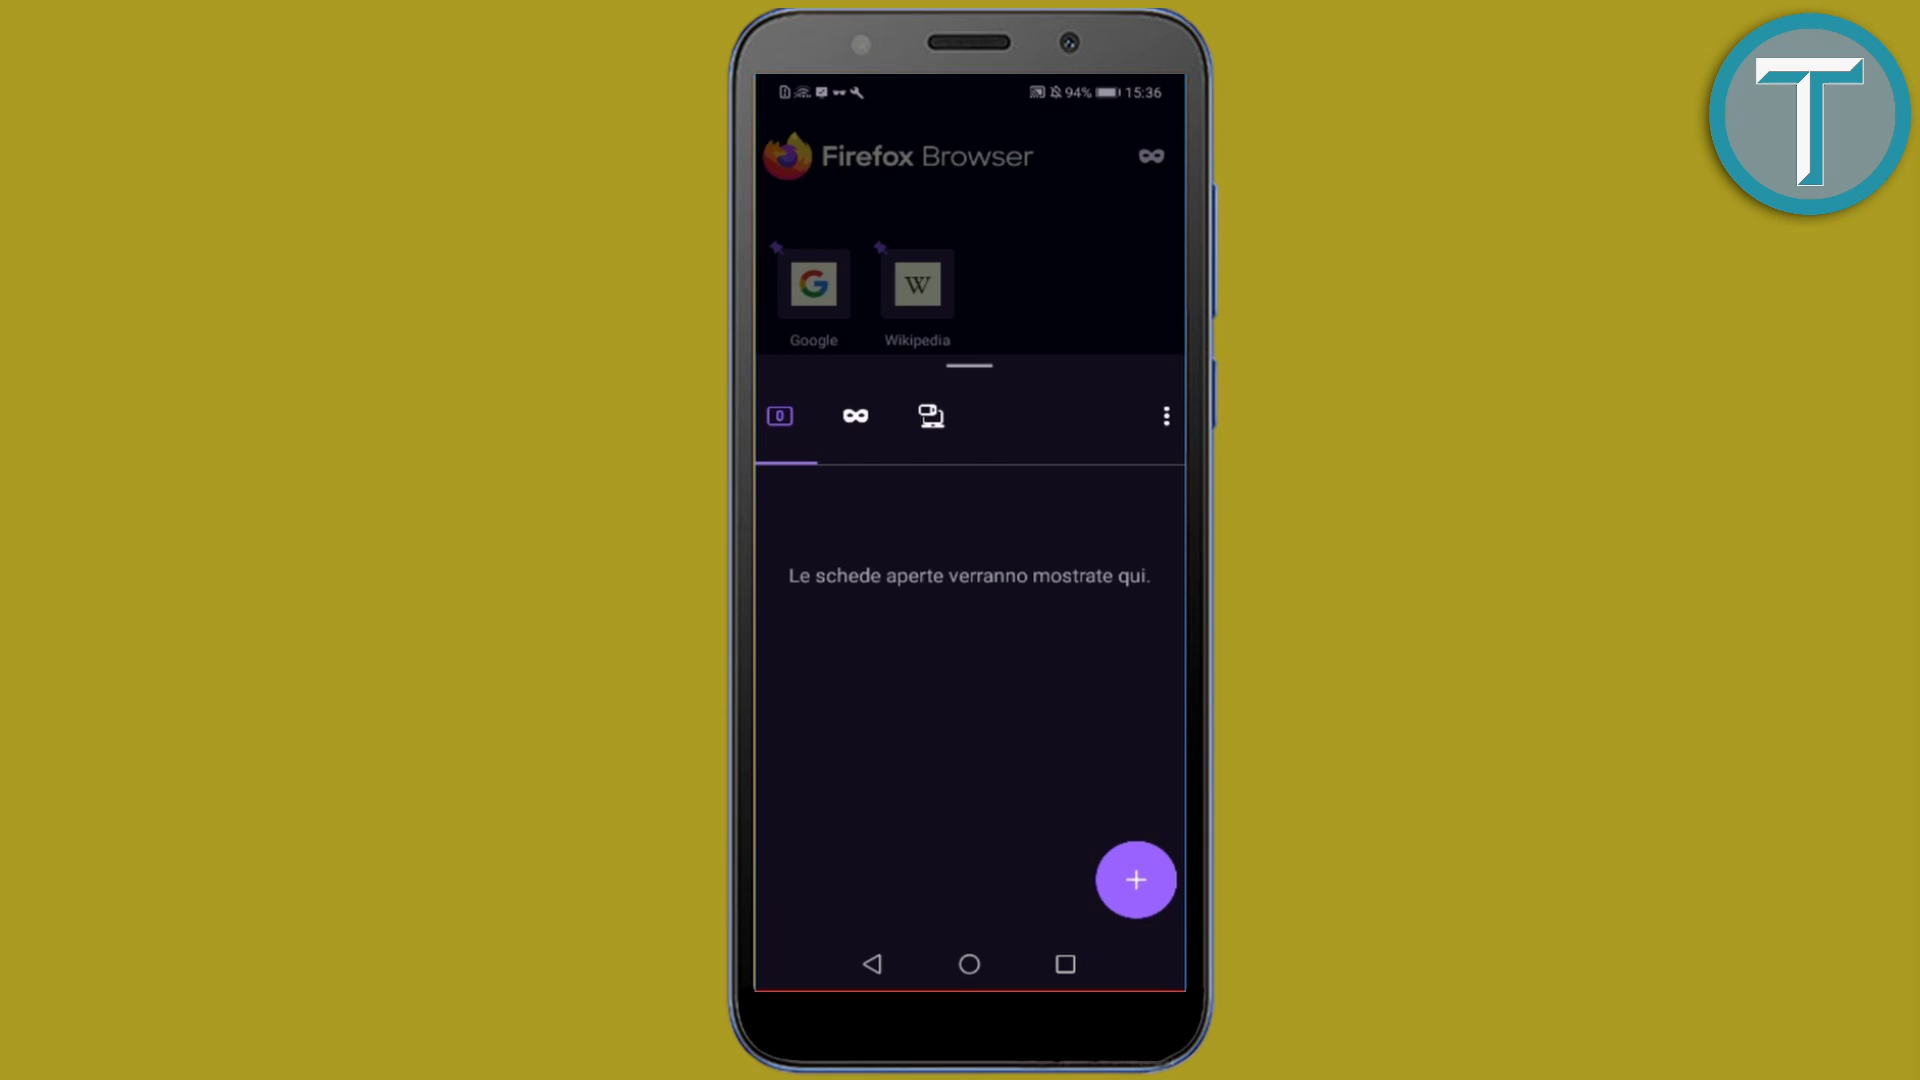 94% 15:36
Firefox Browser
G W
Google Wikipedia
0
Le schede aperte verranno mostrate qui.
T